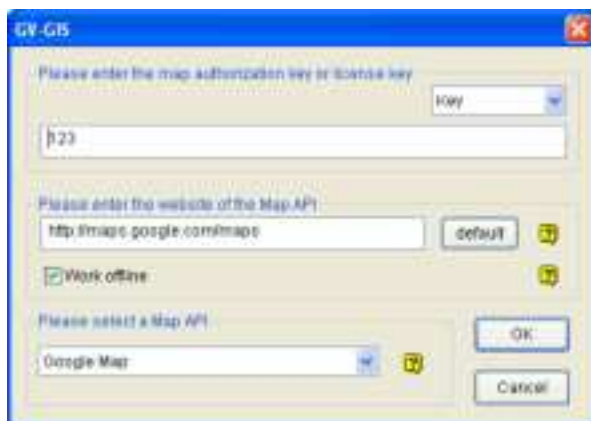 GV-GIS
Please enter the map authorization key or license key
Key
123
Please enter the website of the Map API
http://maps.google.com/maps
default
Work offline
Please select a Map API
Google Map
OK
Cancel